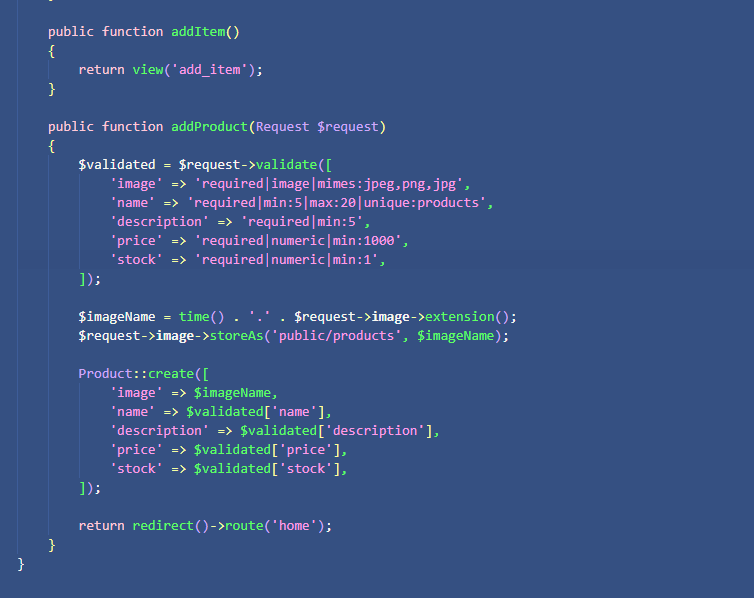 public function addItem()
{
return view('add_item');
}
public function addProduct(Request $request)
{
$validated = $request->validate([
'image' => 'required|image|mimes:jpeg,png,jpg',
'name' => 'required|min:5|max:20|unique:products',
'description' => 'required|min:5',
'price' => 'required|numeric|min:1000',
'stock' => 'required|numeric|min:1',
]);
$imageName = time() . '.' . $request->image->extension();
$request->image->storeAs('public/products', $imageName);
Product::create([
'image' => $imageName,
'name' => $validated['name'],
'description' => $validated['description'],
'price' => $validated['price'],
'stock' => $validated['stock'],
]);
return redirect()->route('home');
}
}